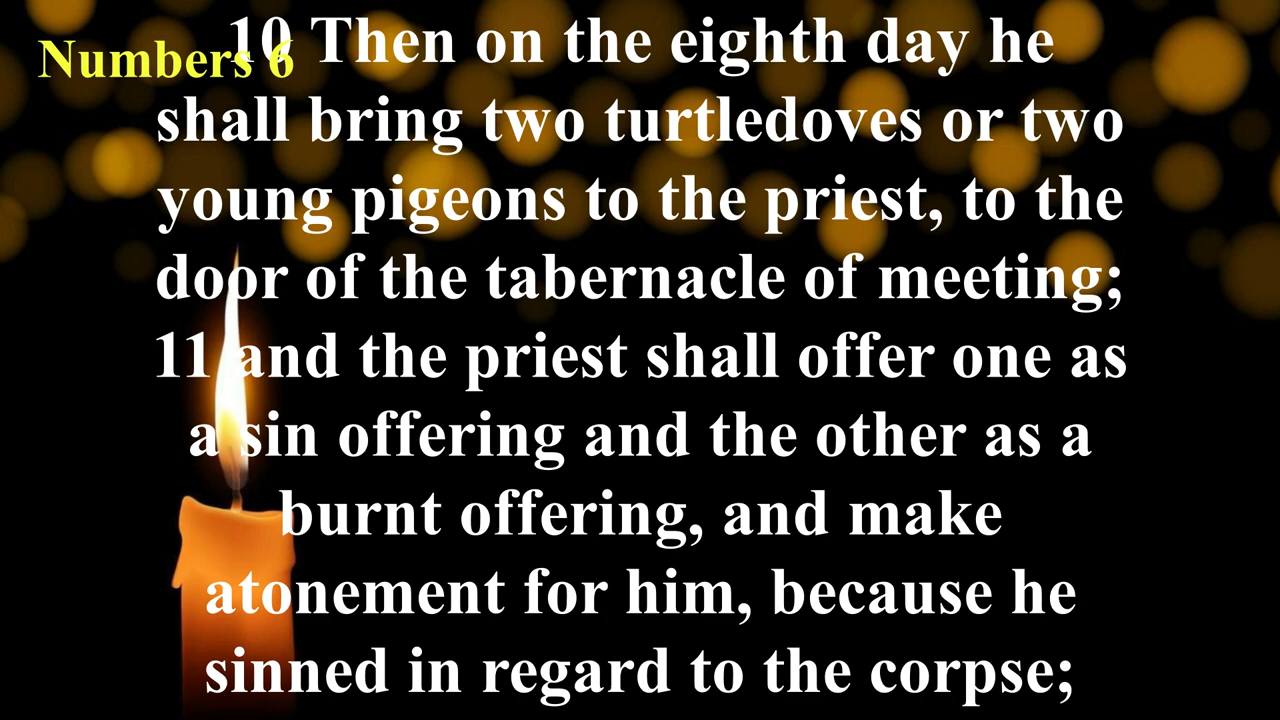 Numbers 6
10 Then on the eighth day he
shall bring two turtledoves or two
young pigeons to the priest, to the
door of the tabernacle of meeting;
11 and the priest shall offer one as
a sin offering and the other as a
burnt offering, and make
atonement for him, because he
sinned in regard to the corpse;